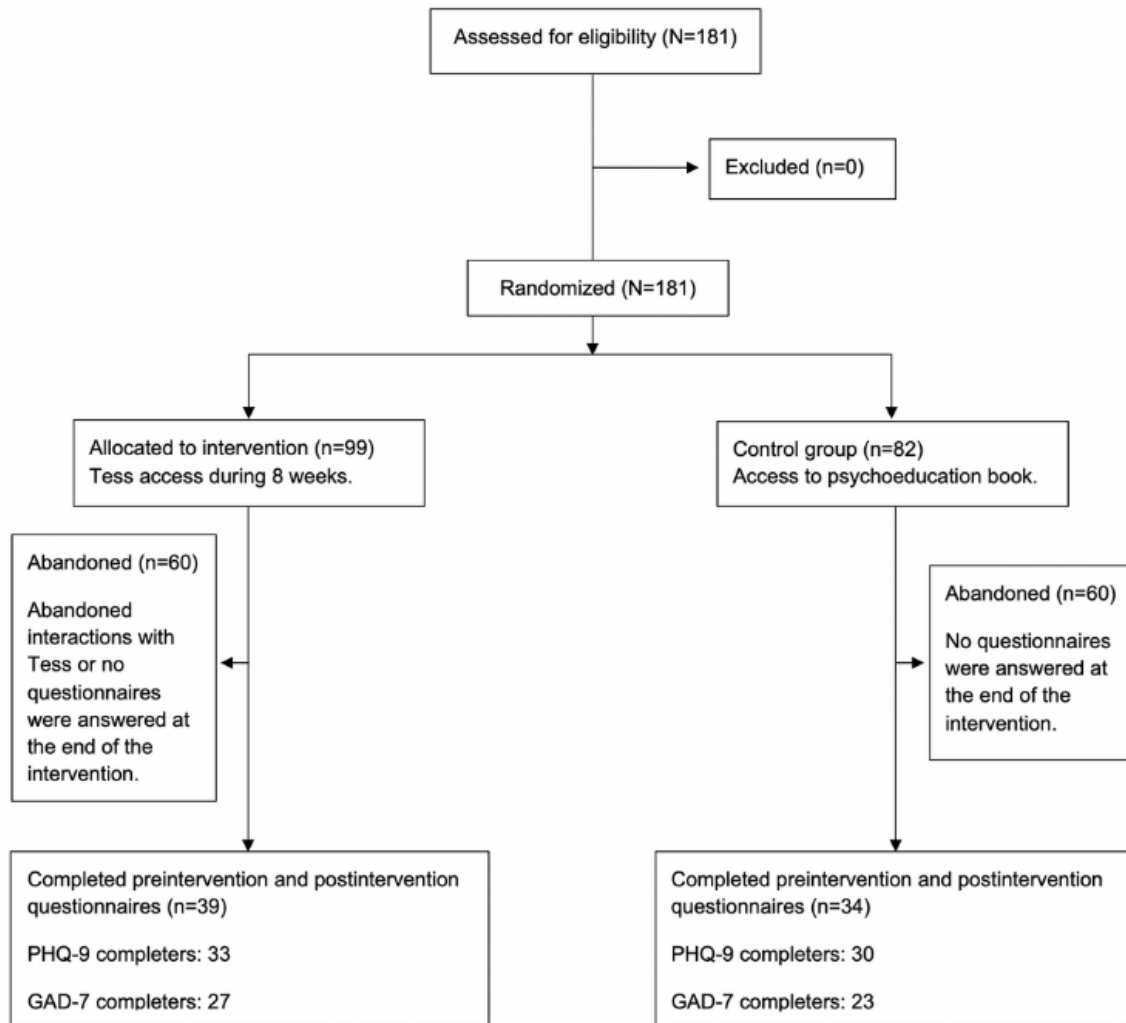 Assessed for eligibility (N=181)
Excluded (n=0)
Randomized (N=181)
Allocated to intervention (n=99)
Tess access during 8 weeks.
Control group (n=82)
Access to psychoeducation book.
Abandoned (n=60)
Abandoned
interactions with
Tess or no
questionnaires
were answered at
the end of the
intervention.
Abandoned (n=60)
No questionnaires
were answered at
the end of the
intervention.
Completed preintervention and postintervention
questionnaires (n=39)
PHQ-9 completers: 33
GAD-7 completers: 27
Completed preintervention and postintervention
questionnaires (n=34)
PHQ-9 completers: 30
GAD-7 completers: 23